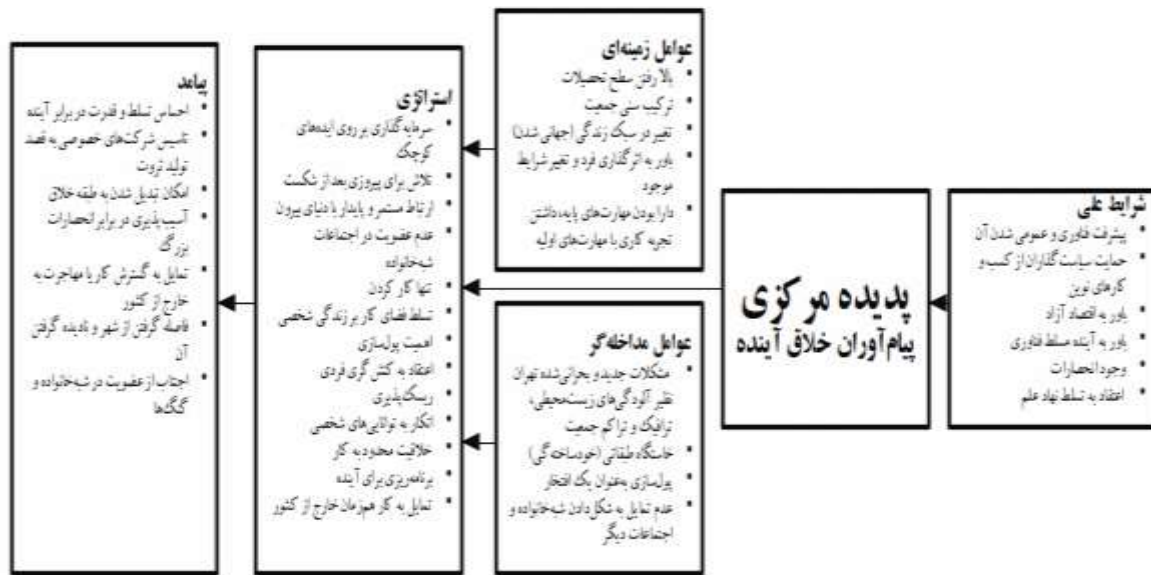 شرایط علی
پیشرفت فناوری و عمومی شدن آن
حمایت سیاست گذاران از کسب و
کارهای نوین
باور به اقتصاد آزاد
باور به آینده مسلط فناوری
وجود انحصارات
اعتقاد به تسلط نهاد علم
پدیده مرکزی
پیام‌آوران خلاق آینده
عوامل زمینه‌ای
بالا رفتن سطح تحصیلات
ترکیب سنی جمعیت
تغییر در سبک زندگی (جهانی شدن)
باور به اثرگذاری فرد و تغییر شرایط
موجود
دارا بودن مهارت‌های پایه، داشتن
تجربه کاری با مهارت‌های اولیه
عوامل مداخله‌گر
مشکلات جدید و بحرانی‌شده تهران
نظیر آلودگی‌های زیست‌محیطی،
ترافیک و تراکم جمعیت
خاستگاه طبقاتی (خودساختگی)
پول‌سازی به‌عنوان یک افتخار
عدم تمایل به شکل‌دادن شبه‌خانواده و
اجتماعات دیگر
استراتژی
سرمایه‌گذاری بر روی ایده‌های
کوچک
تلاش برای پیروزی بعد از شکست
ارتباط مستمر و پایدار با دنیای بیرون
عدم عضویت در اجتماعات
شبه‌خانواده
تنها کار کردن
تسلط فضای کار بر زندگی شخصی
اهمیت پول‌سازی
اعتقاد به کنش گری فردی
ریسک‌پذیری
اتکار به توانایی‌های شخصی
خلاقیت محدود به کار
برنامه‌ریزی برای آینده
تمایل به کار هم‌زمان خارج از کشور
پیامد
احساس تسلط و قدرت در برابر آینده
تاسیس شرکت‌های خصوصی به قصد
تولید ثروت
امکان تبدیل شدن به طبقه خلاق
آسیب‌پذیری در برابر انحصارات
بزرگ
تمایل به گسترش کار یا مهاجرت به
خارج از کشور
فاصله گرفتن از شهر و نادیده گرفتن
آن
اجتناب از عضویت در شبه‌خانواده و
گنگ‌ها